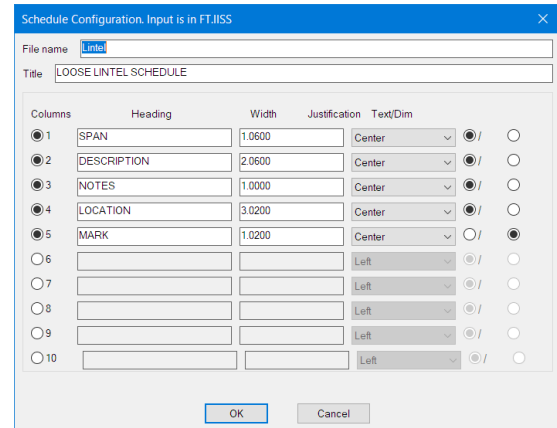 Schedule Configuration. Input is in FT.IISS
File name Lintel
Title LOOSE LINTEL SCHEDULE
Columns Heading Width Justification Text/Dim
1 SPAN 1.0600 Center /
2 DESCRIPTION 2.0600 Center /
3 NOTES 1.0000 Center /
4 LOCATION 3.0200 Center /
5 MARK 1.0200 Center /
6 Left /
7 Left /
8 Left /
9 Left /
10 Left /
OK Cancel